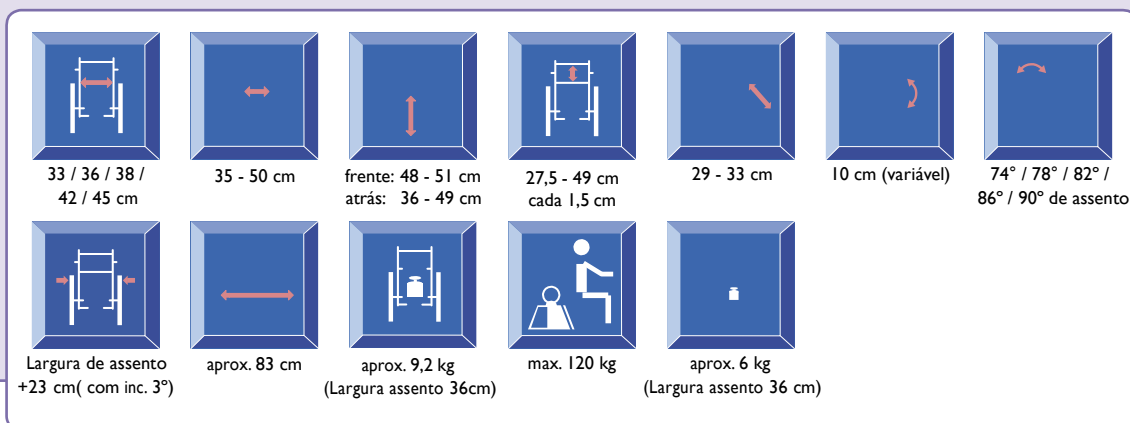 33 / 36 / 38 /
42 / 45 cm
35 - 50 cm
frente: 48 - 51 cm
atrás: 36 - 49 cm
27,5 - 49 cm
cada 1,5 cm
29 - 33 cm
10 cm (variável)
74° / 78° / 82° /
86° / 90° de assento
Largura de assento
+23 cm( com inc. 3°)
aprox. 83 cm
aprox. 9,2 kg
(Largura assento 36cm)
max. 120 kg
aprox. 6 kg
(Largura assento 36 cm)